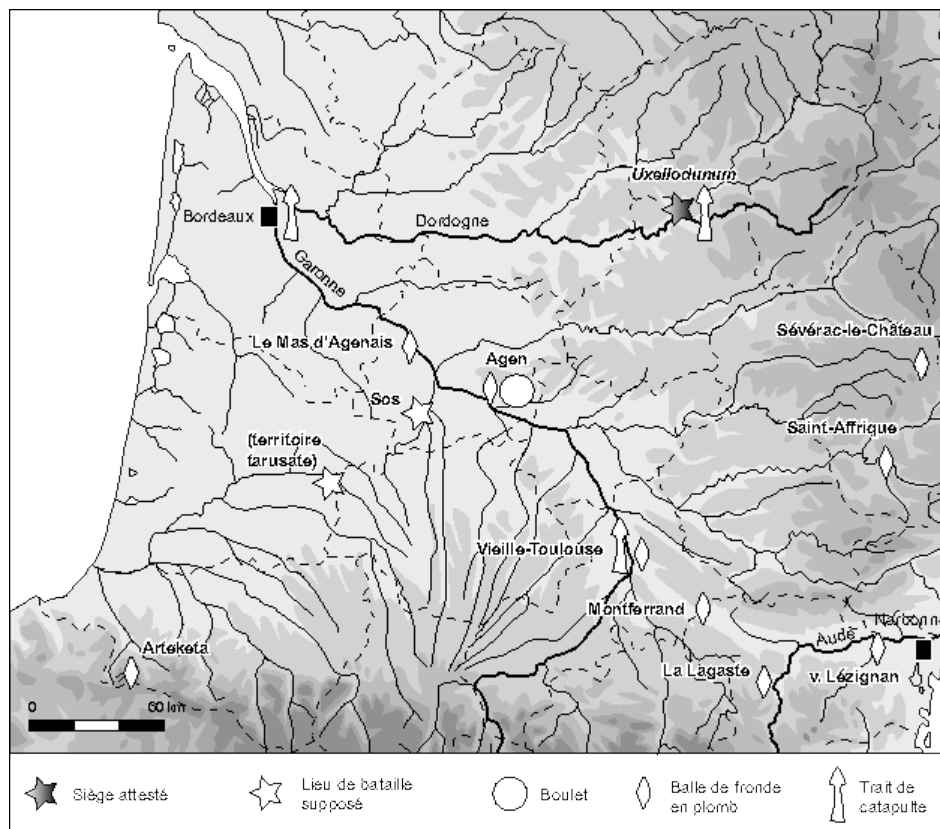 Uxellodunum
Bordeaux
Dordogne
Garonne
Sévérac-le-Château
Le Mas d'Agenais
Agen
Sos
Saint-Affrique
(territoire
tarusate)
Vieille-Toulouse
Montferrand
Narbonne
Aude
Arteketa
La Lagaste
v. Lézignan
0 60 km
Siège attesté
Lieu de bataille
supposé
Boulet
Balle de fronde
en plomb
Trait de
catapulte